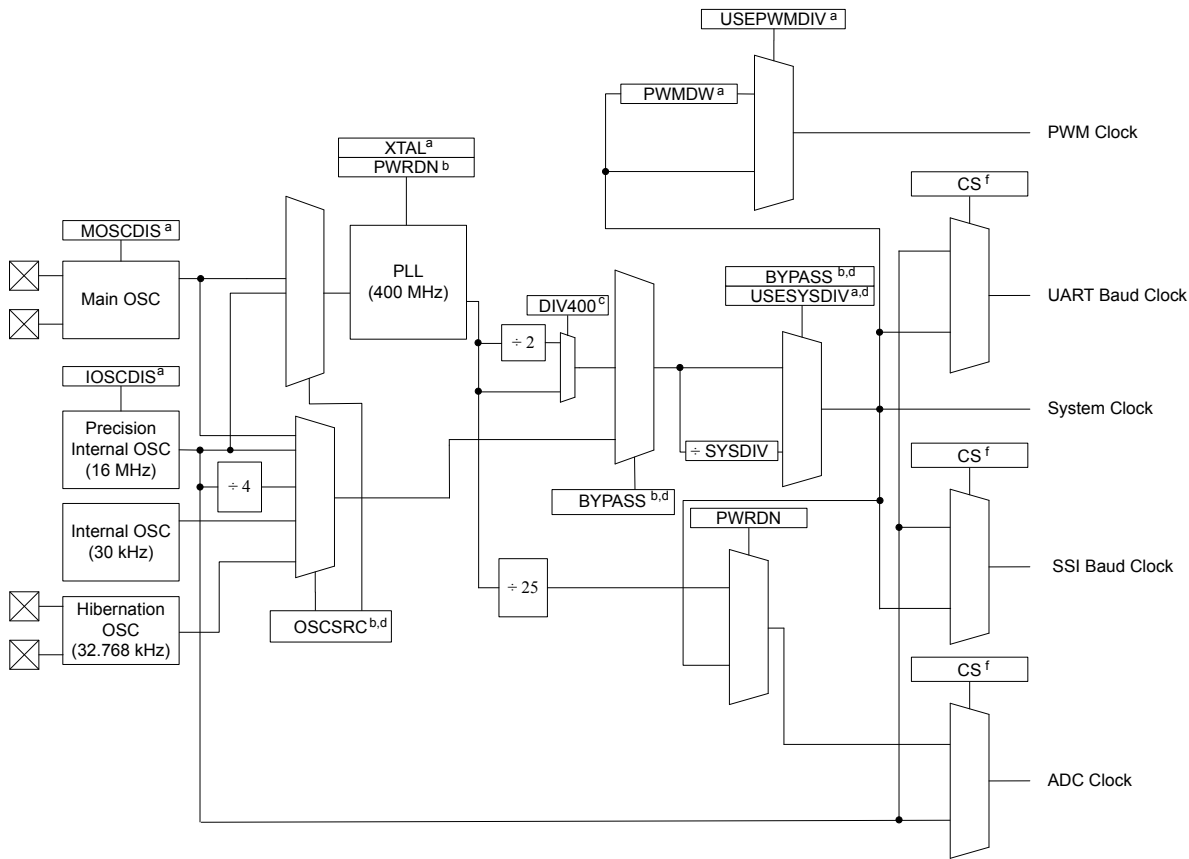 USEPWMDIV a
PWMDW a
PWM Clock
XTAL a
PWRDN b
CS f
MOSCDIS a
Main OSC
PLL
(400 MHz)
BYPASS b,d
USESYSDIV a,d
UART Baud Clock
DIV400 c
÷ 2
IOSCDIS a
Precision
Internal OSC
(16 MHz)
System Clock
÷ SYSDIV
CS f
÷ 4
BYPASS b,d
Internal OSC
(30 kHz)
PWRDN
SSI Baud Clock
÷ 25
Hibernation
OSC
(32.768 kHz)
OSCSRC b,d
CS f
ADC Clock